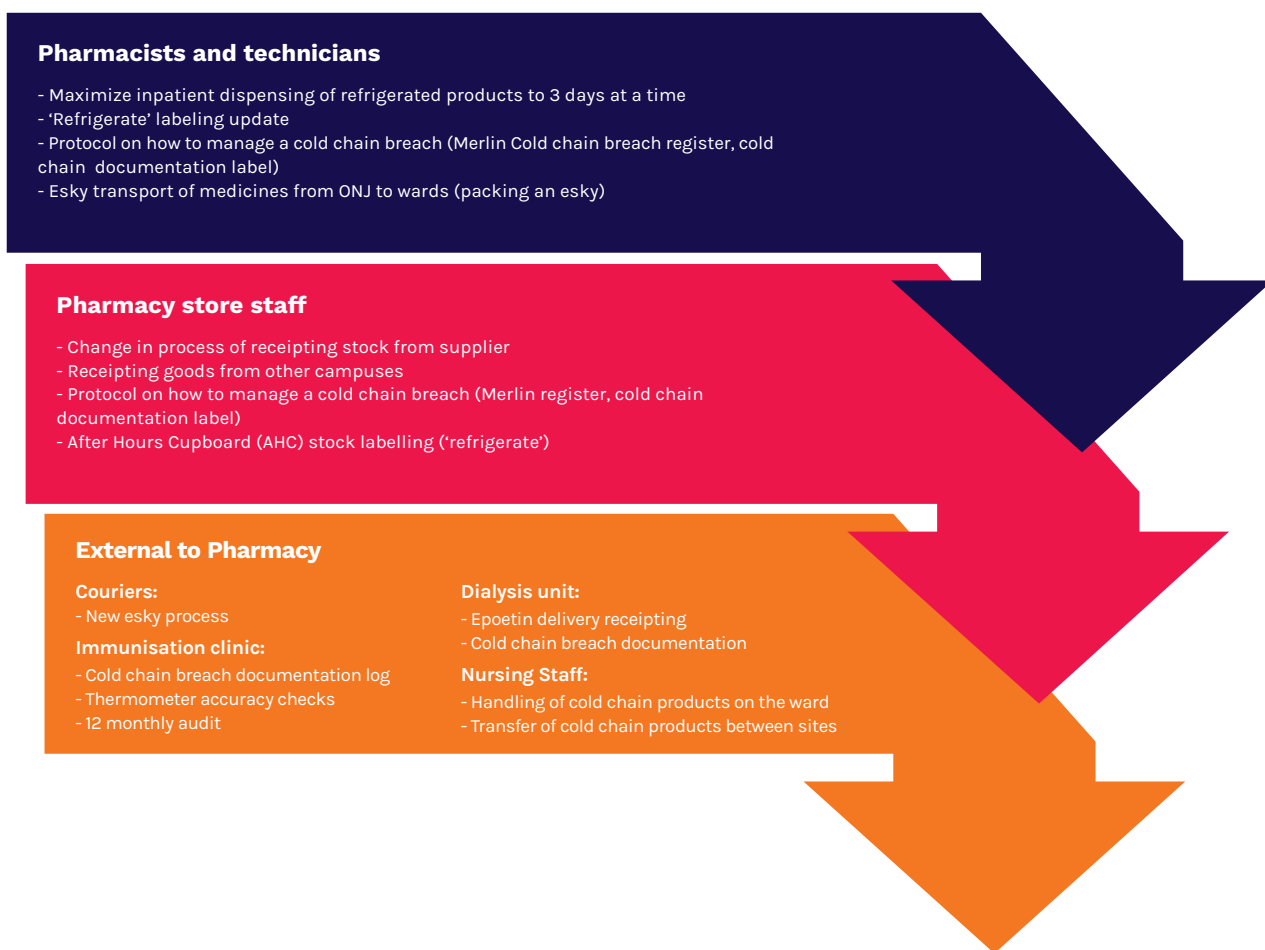 Pharmacists and technicians
- Maximize inpatient dispensing of refrigerated products to 3 days at a time
- ‘Refrigerate’ labeling update
- Protocol on how to manage a cold chain breach (Merlin Cold chain breach register, cold
chain  documentation label)
- Esky transport of medicines from ONJ to wards (packing an esky)
Pharmacy store staff
- Change in process of receipting stock from supplier
- Receipting goods from other campuses
- Protocol on how to manage a cold chain breach (Merlin register, cold chain
documentation label)
- After Hours Cupboard (AHC) stock labelling (‘refrigerate’)
External to Pharmacy
Couriers:
- New esky process
Immunisation clinic:
- Cold chain breach documentation log
- Thermometer accuracy checks
- 12 monthly audit
Dialysis unit:
- Epoetin delivery receipting
- Cold chain breach documentation
Nursing Staff:
- Handling of cold chain products on the ward
- Transfer of cold chain products between sites